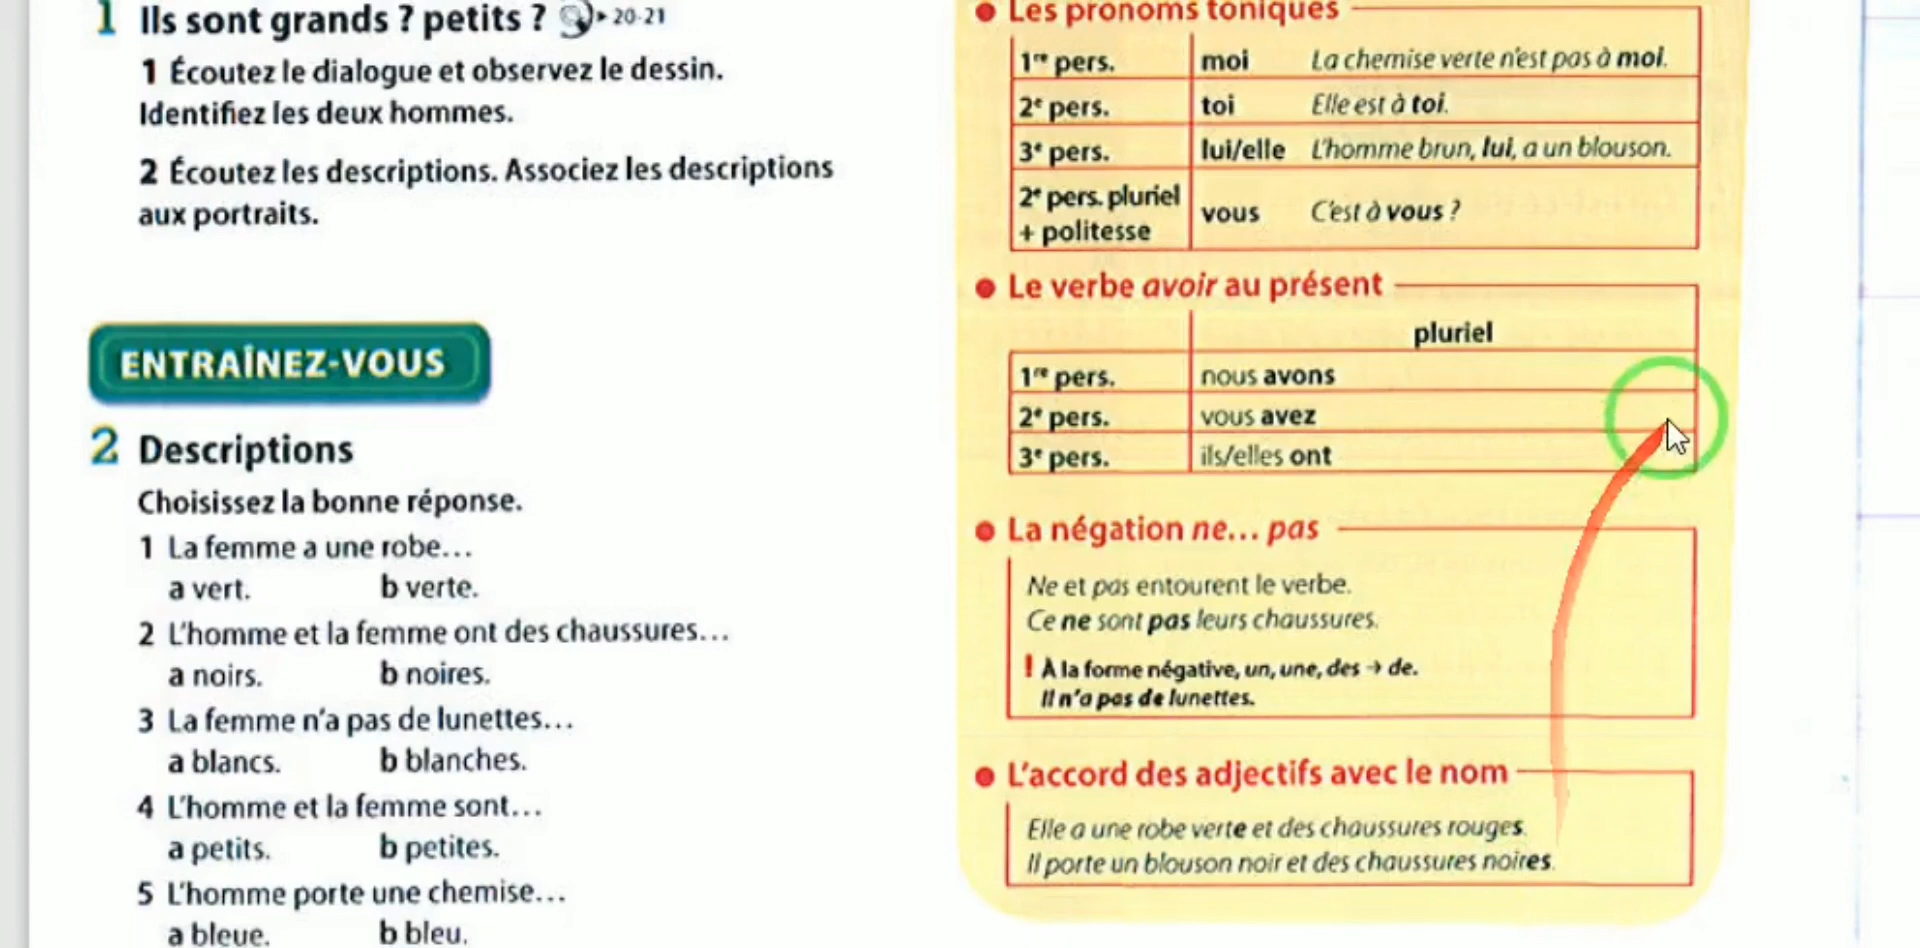 1 Ils sont grands ? petits ? 20-21
1 Écoutez le dialogue et observez le dessin.
Identifiez les deux hommes.
2 Écoutez les descriptions. Associez les descriptions
aux portraits.
ENTRAÎNEZ-VOUS
2 Descriptions
Choisissez la bonne réponse.
1 La femme a une robe...
a vert. b verte.
2 L'homme et la femme ont des chaussures...
a noirs. b noires.
3 La femme n'a pas de lunettes...
a blancs. b blanches.
4 L'homme et la femme sont...
a petits. b petites.
5 L'homme porte une chemise...
a bleue. b bleu.
Les pronoms toniques
1re pers. moi La chemise verte n'est pas à moi.
2e pers. toi Elle est à toi.
3e pers. lui/elle L'homme brun, lui, a un blouson.
2e pers. pluriel
+ politesse vous C'est à vous ?
Le verbe avoir au présent
pluriel
1re pers. nous avons
2e pers. vous avez
3e pers. ils/elles ont
La négation ne... pas
Ne et pas entourent le verbe.
Ce ne sont pas leurs chaussures.
! À la forme négative, un, une, des → de.
Il n'a pas de lunettes.
L'accord des adjectifs avec le nom
Elle a une robe verte et des chaussures rouges.
Il porte un blouson noir et des chaussures noires.